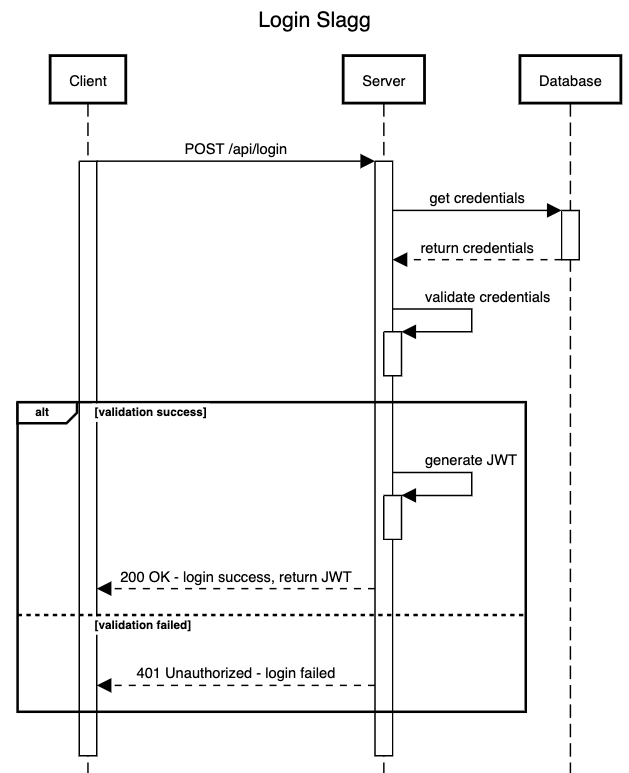 Login Slagg
Client
Server
Database
POST /api/login
get credentials
return credentials
validate credentials
alt
[validation success]
generate JWT
200 OK - login success, return JWT
[validation failed]
401 Unauthorized - login failed